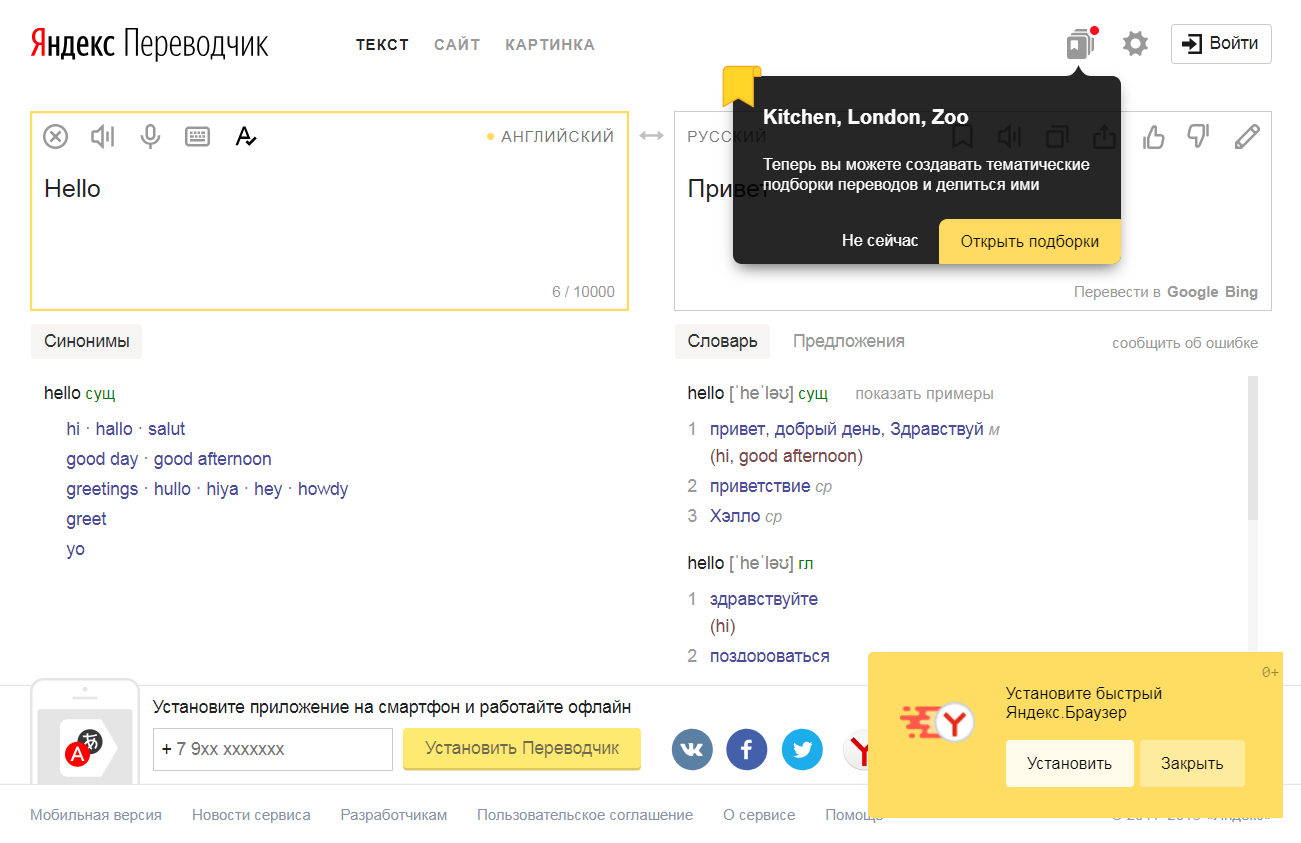 Яндекс Переводчик
ТЕКСТ САЙТ КАРТИНКА
Войти
АНГЛИЙСКИЙ
Hello
6 / 10000
РУССКИЙ
Привет
Kitchen, London, Zoo
Теперь вы можете создавать тематические
подборки переводов и делиться ими
Не сейчас
Открыть подборки
Перевести в Google Bing
Синонимы
hello сущ
hi · hallo · salut
good day · good afternoon
greetings · hullo · hiya · hey · howdy
greet
yo
Словарь Предложения сообщить об ошибке
hello [ˈheˈləʊ] сущ показать примеры
1 привет, добрый день, Здравствуй м
(hi, good afternoon)
2 приветствие ср
3 Хэлло ср
hello [ˈheˈləʊ] гл
1 здравствуйте
(hi)
2 поздороваться
Установите приложение на смартфон и работайте офлайн
+ 7 9xx xxxxxxx
Установить Переводчик
0+
Установите быстрый
Яндекс.Браузер
Установить Закрыть
Мобильная версия Новости сервиса Разработчикам Пользовательское соглашение О сервисе Помощь